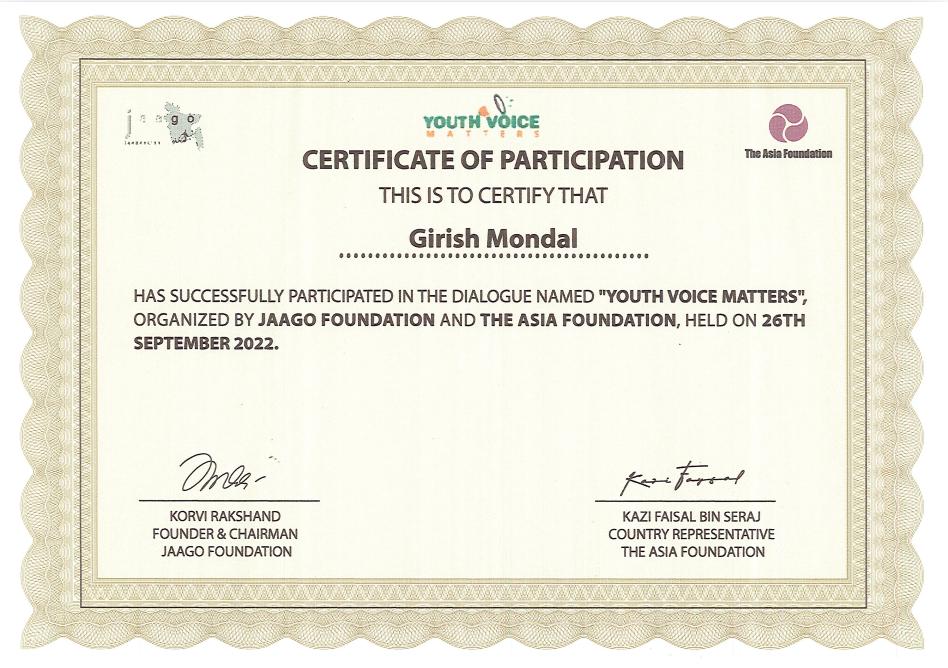 jaago
YOUTH VOICE
MATTERS
The Asia Foundation
CERTIFICATE OF PARTICIPATION
THIS IS TO CERTIFY THAT
Girish Mondal
HAS SUCCESSFULLY PARTICIPATED IN THE DIALOGUE NAMED "YOUTH VOICE MATTERS",
ORGANIZED BY JAAGO FOUNDATION AND THE ASIA FOUNDATION, HELD ON 26TH
SEPTEMBER 2022.
Kazi Faisal
KORVI RAKSHAND
FOUNDER & CHAIRMAN
JAAGO FOUNDATION
KAZI FAISAL BIN SERAJ
COUNTRY REPRESENTATIVE
THE ASIA FOUNDATION